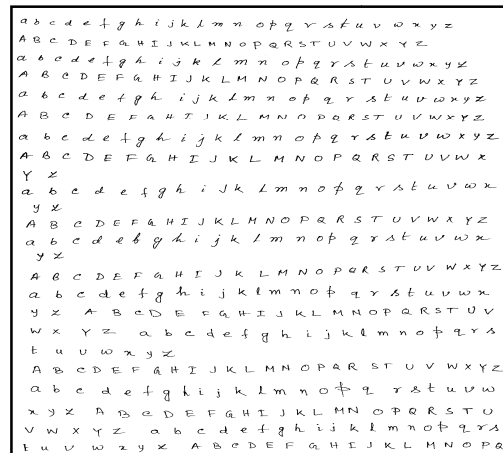 a b c d e f g h i j k l m n o p q r s t u v w x y z
A B C D E F G H I J K L M N O P Q R S T U V W X Y Z
a b c d e f g h i j k l m n o p q r s t u v w x y z
A B C D E F G H I J K L M N O P Q R S T U V W X Y Z
a b c d e f g h i j k l m n o p q r s t u v w x y z
A B C D E F G H I J K L M N O P Q R S T U V W X Y Z
a b c d e f g h i j k l m n o p q r s t u v w x y z
A B C D E F G H I J K L M N O P Q R S T U V W X
Y Z
a b c d e f g h i j k l m n o p q r s t u v w x
y z
A B C D E F G H I J K L M N O P Q R S T U V W X Y Z
a b c d e f g h i j k l m n o p q r s t u v w x
y z
A B C D E F G H I J K L M N O P Q R S T U V W X Y Z
a b c d e f g h i j k l m n o p q r s t u v w x
y z A B C D E F G H I J K L M N O P Q R S T U V
W X Y Z a b c d e f g h i j k l m n o p q r s
t u v w x y z
A B C D E F G H I J K L M N O P Q R S T U V W X Y Z
a b c d e f g h i j k l m n o p q r s t u v w
x y z A B C D E F G H I J K L M N O P Q R S T U
V W X Y Z a b c d e f g h i j k l m n o p q r s
t u v w x y z A B C D E F G H I J K L M N O P Q